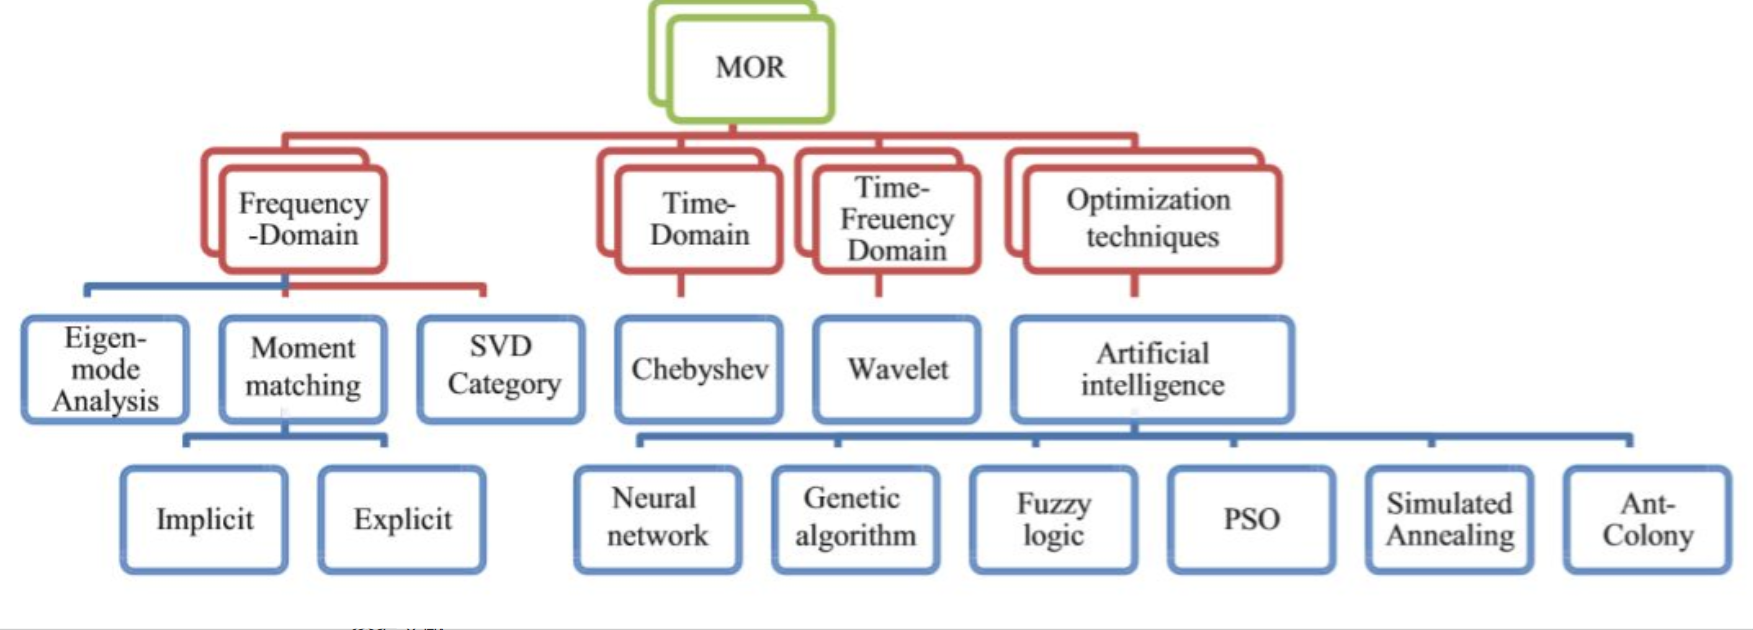 MOR
Frequency
-Domain
Time-
Domain
Time-
Freuency
Domain
Optimization
techniques
Eigen-
mode
Analysis
Moment
matching
SVD
Category
Chebyshev
Wavelet
Artificial
intelligence
Implicit
Explicit
Neural
network
Genetic
algorithm
Fuzzy
logic
PSO
Simulated
Annealing
Ant-
Colony